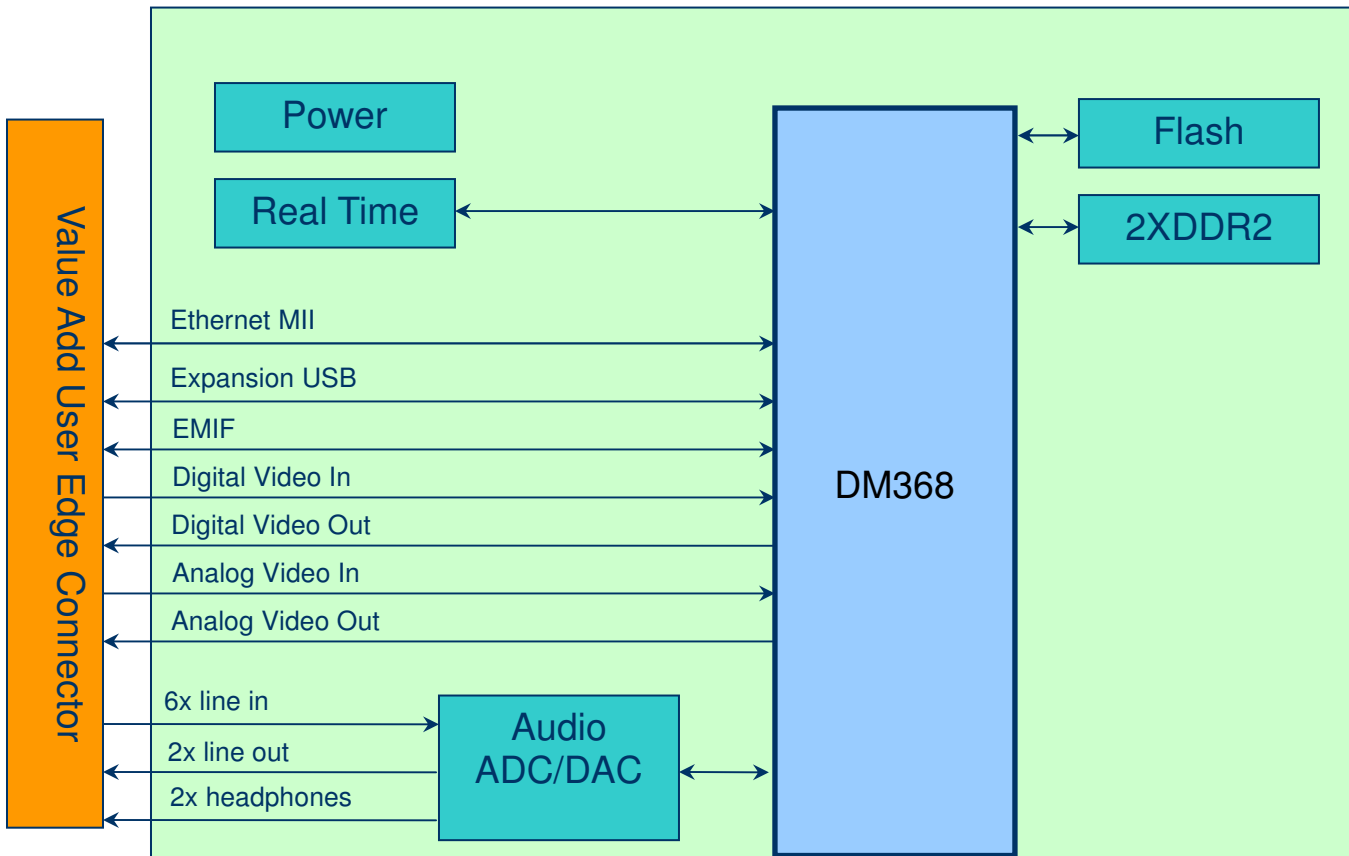 Power
Flash
Real Time
2XDDR2
Value Add User Edge Connector
Ethernet MII
Expansion USB
EMIF
Digital Video In
DM368
Digital Video Out
Analog Video In
Analog Video Out
6x line in
Audio
ADC/DAC
2x line out
2x headphones